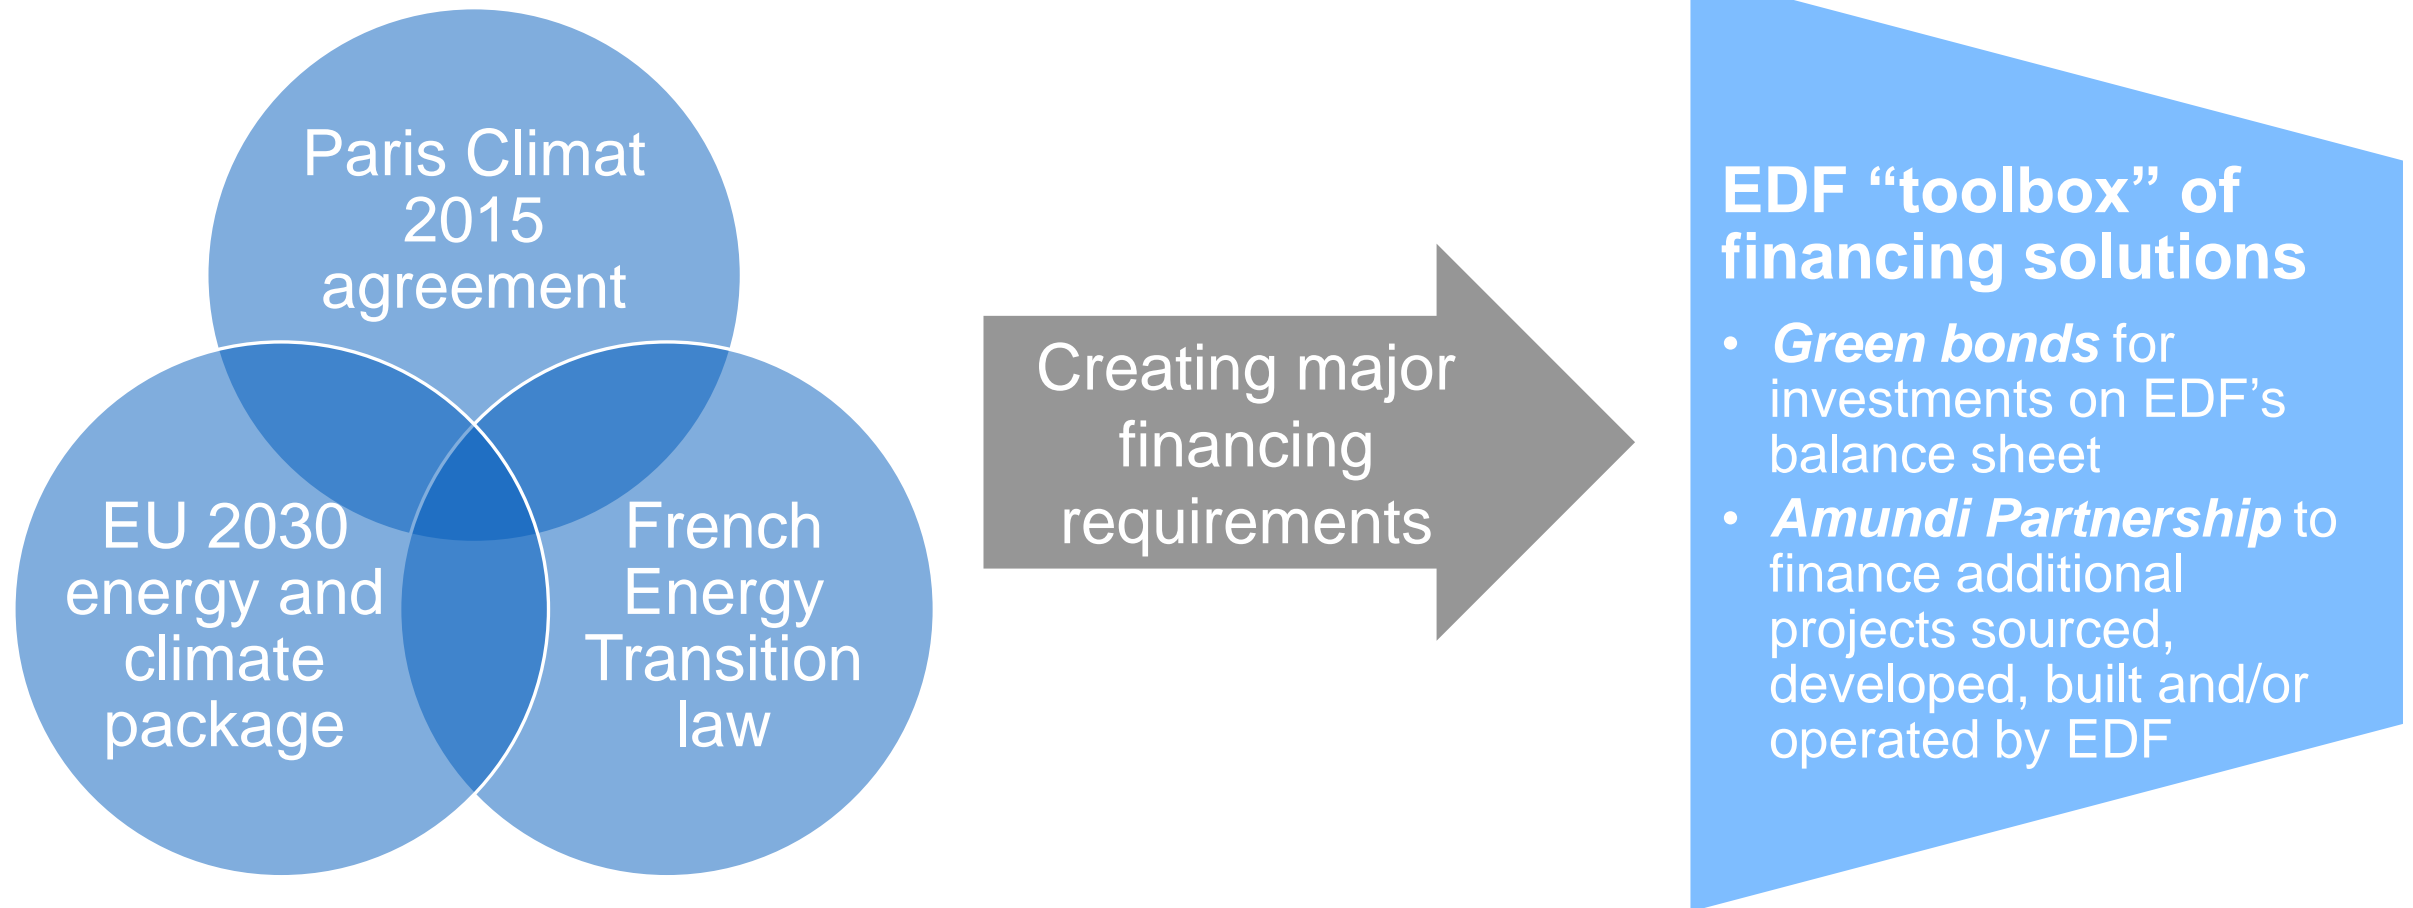 Paris Climat
2015
agreement
EU 2030
energy and
climate
package
French
Energy
Transition
law
Creating major
financing
requirements
EDF “toolbox” of
financing solutions
• Green bonds for
investments on EDF’s
balance sheet
• Amundi Partnership to
finance additional
projects sourced,
developed, built and/or
operated by EDF